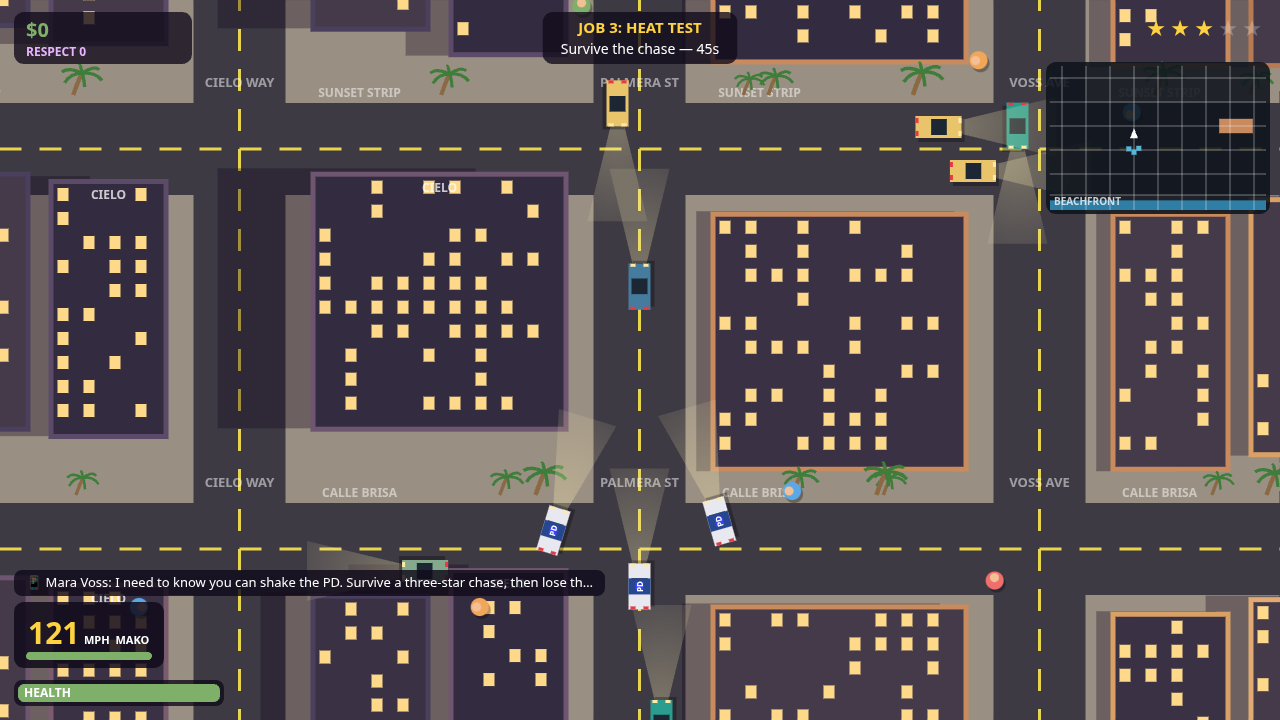 $0
RESPECT 0
JOB 3: HEAT TEST
Survive the chase — 45s
CIELO WAY
PALMERA ST
VOSS AVE
SUNSET STRIP
SUNSET STRIP
SUNSET STRIP
BEACHFRONT
CIELO
CIELO
CIELO WAY
PALMERA ST
VOSS AVE
CALLE BRISA
CALLE BRISA
CALLE BRISA
PD
PD
PD
Mara Voss: I need to know you can shake the PD. Survive a three-star chase, then lose th...
CIELO
121 MPH MAKO
HEALTH